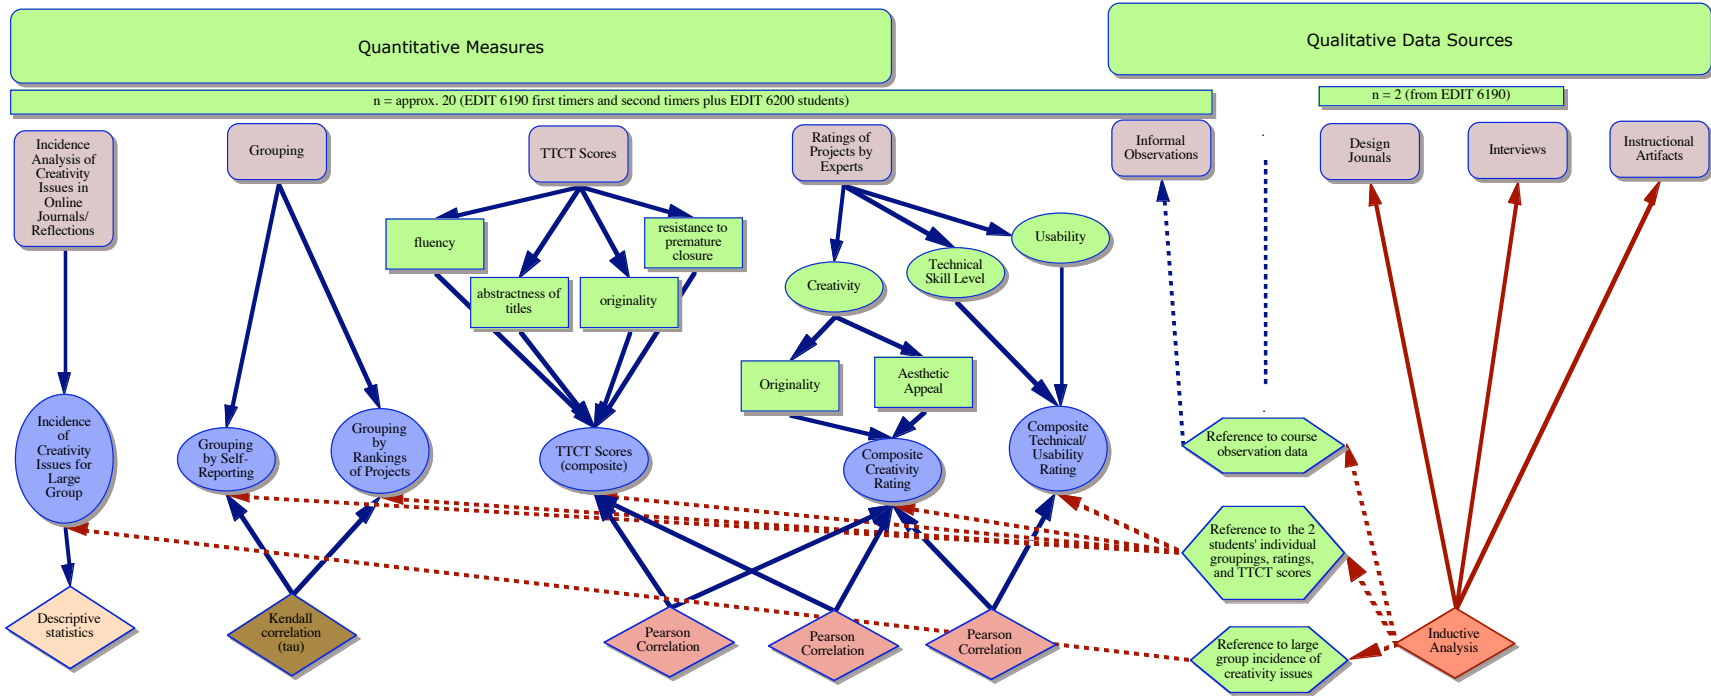 Quantitative Measures
Qualitative Data Sources
n = approx. 20 (EDIT 6190 first timers and second timers plus EDIT 6200 students)
n = 2 (from EDIT 6190)
Incidence
Analysis of
Creativity
Issues in
Online
Journals/
Reflections
Grouping
TTCT Scores
Ratings of
Projects by
Experts
Informal
Observations
Design
Jounals
Interviews
Instructional
Artifacts
fluency
abstractness of
titles
originality
resistance to
premature
closure
Creativity
Technical
Skill Level
Usability
Originality
Aesthetic
Appeal
Incidence
of
Creativity
Issues for
Large
Group
Grouping
by Self-
Reporting
Grouping
by
Rankings
of Projects
TTCT Scores
(composite)
Composite
Creativity
Rating
Composite
Technical/
Usability
Rating
Reference to course
observation data
Reference to the 2
students' individual
groupings, ratings,
and TTCT scores
Reference to large
group incidence of
creativity issues
Descriptive
statistics
Kendall
correlation
(tau)
Pearson
Correlation
Pearson
Correlation
Pearson
Correlation
Inductive
Analysis